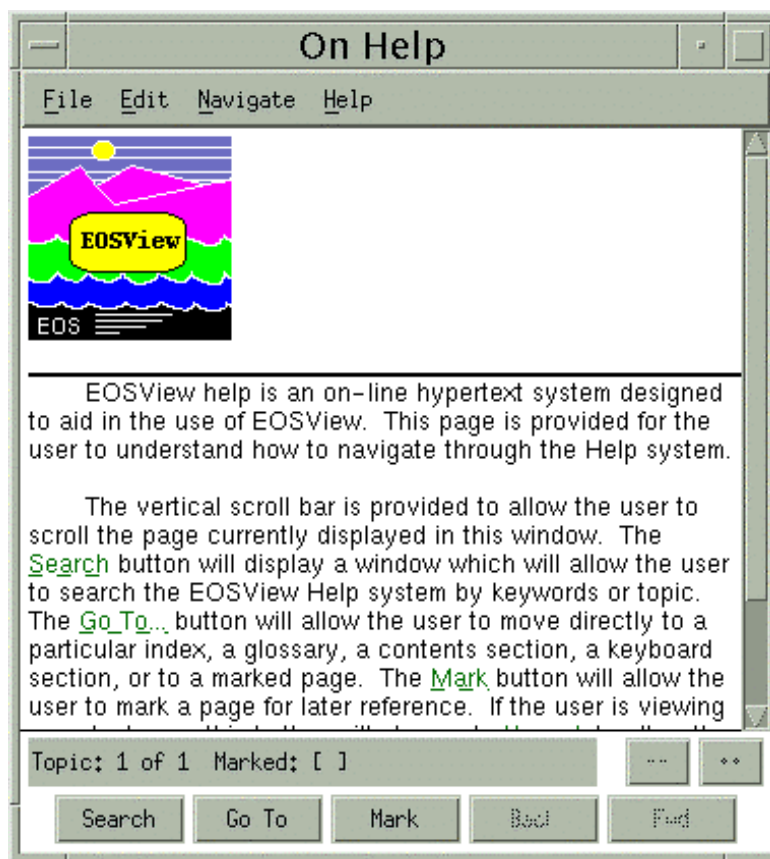 On Help
File Edit Navigate Help
EOSView
EOS
EOSView help is an on-line hypertext system designed
to aid in the use of EOSView. This page is provided for the
user to understand how to navigate through the Help system.
The vertical scroll bar is provided to allow the user to
scroll the page currently displayed in this window. The
Search button will display a window which will allow the user
to search the EOSView Help system by keywords or topic.
The Go To... button will allow the user to move directly to a
particular index, a glossary, a contents section, a keyboard
section, or to a marked page. The Mark button will allow the
user to mark a page for later reference. If the user is viewing
Topic: 1 of 1 Marked: [ ]
Search Go To Mark Back Fwd